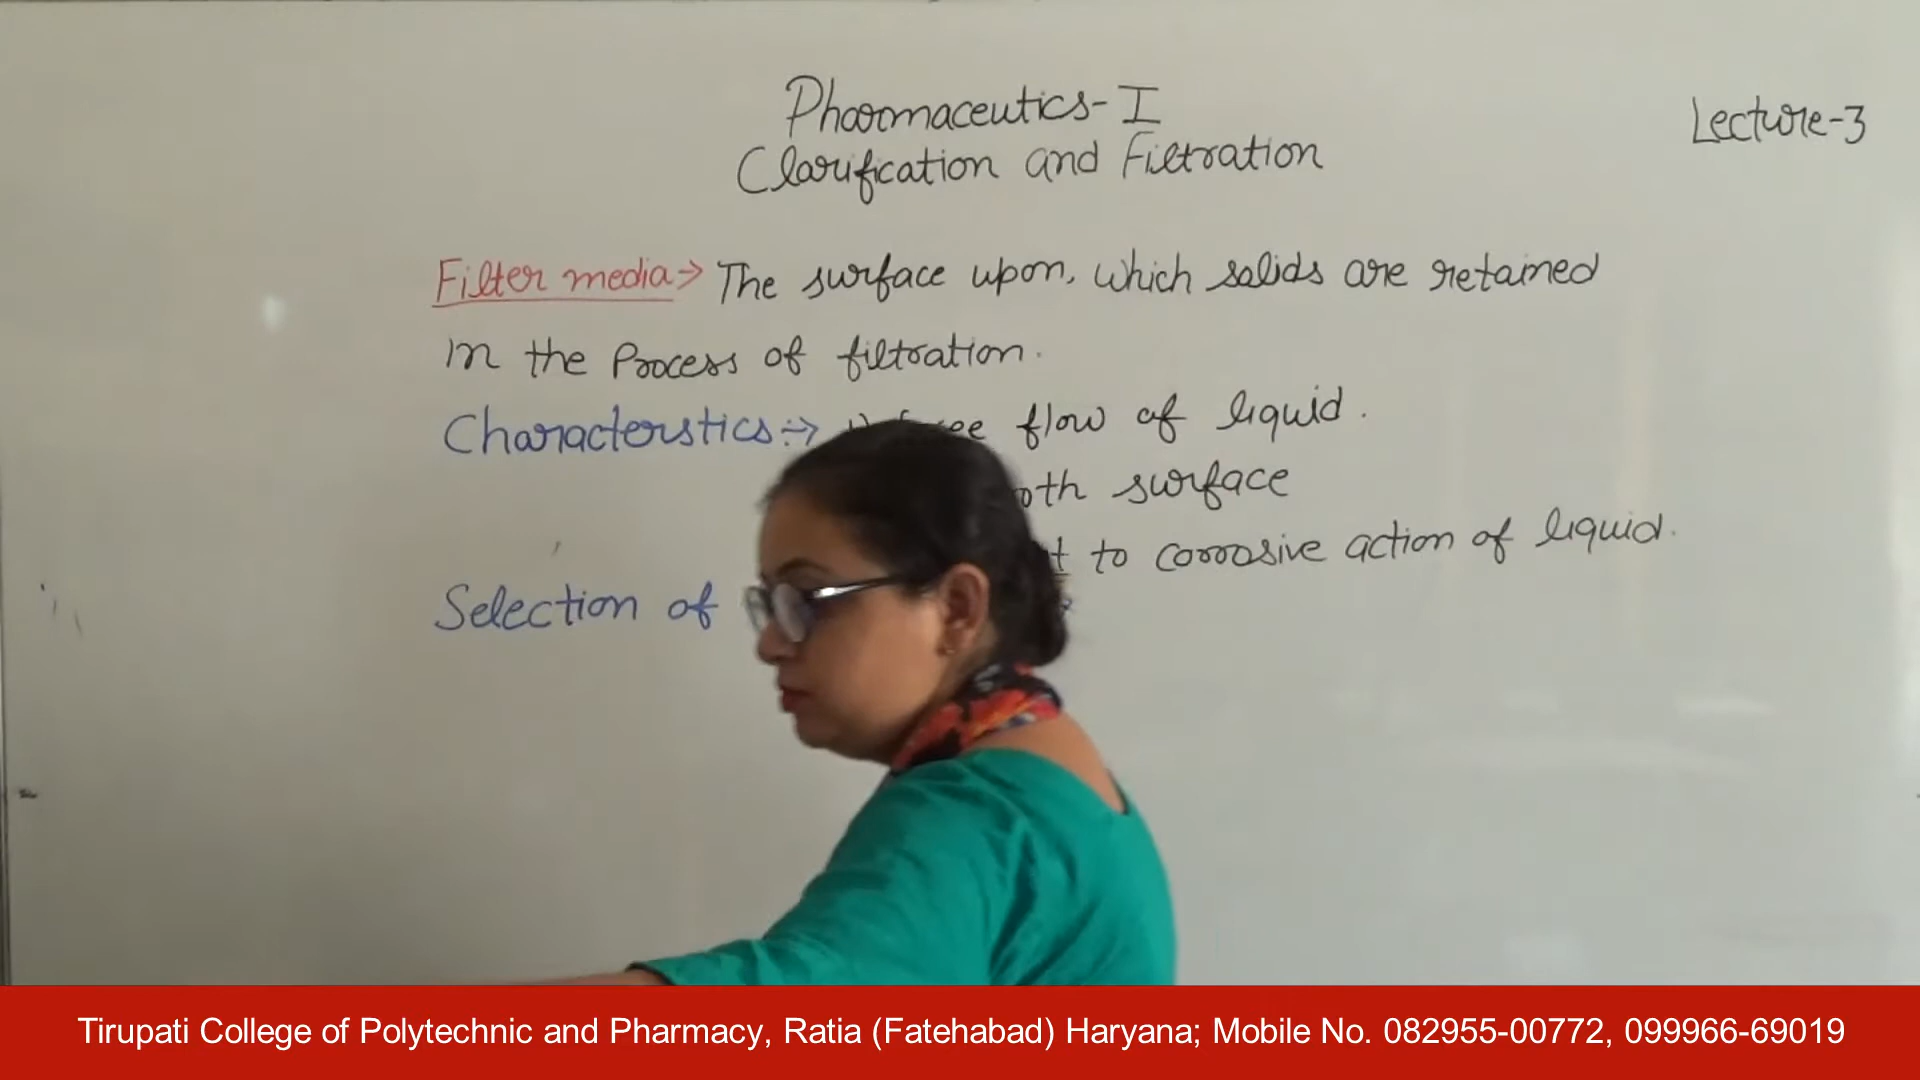 Pharmaceutics-I
Lecture-3
Clarification and Filtration
Filter media-> The surface upon, which solids are retained
in the Process of filtration.
Characterstics:-> flow of liquid.
surface
to corrosive action of liquid.
Selection of
Tirupati College of Polytechnic and Pharmacy, Ratia (Fatehabad) Haryana; Mobile No. 082955-00772, 099966-69019